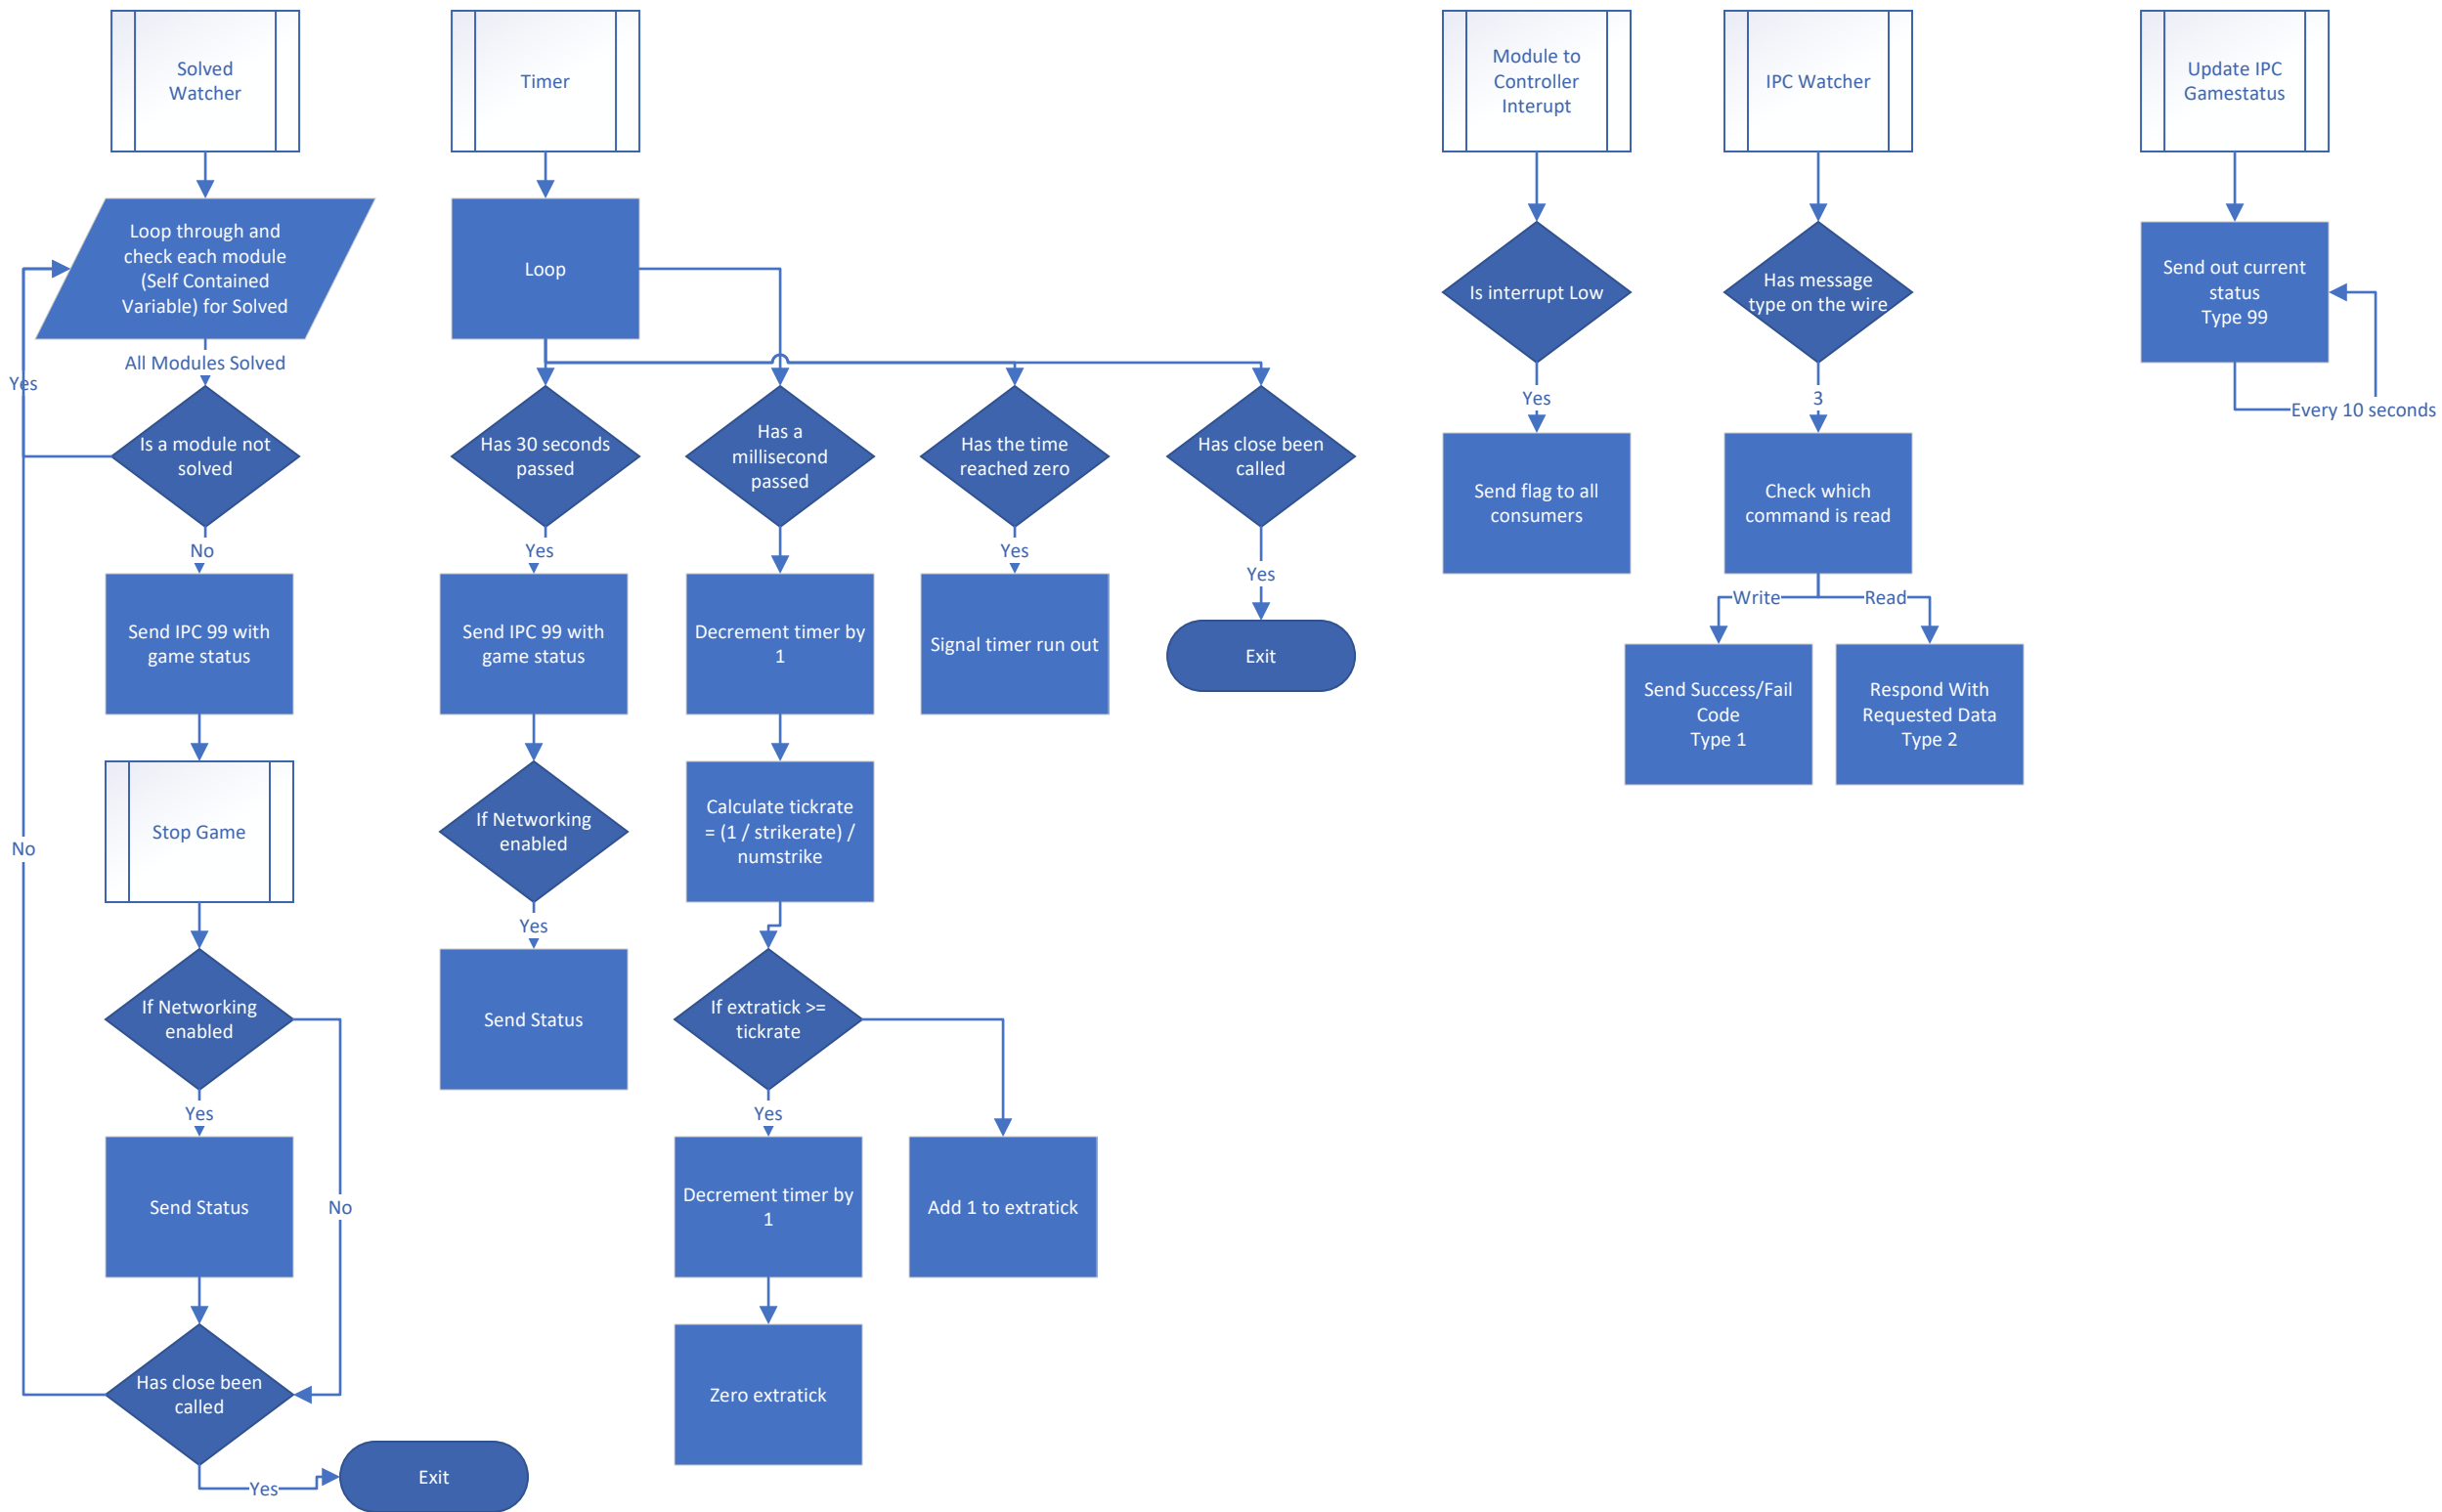 Solved
Watcher
Loop through and
check each module
(Self Contained
Variable) for Solved
All Modules Solved
Yes
Is a module not
solved
No
Send IPC 99 with
game status
Stop Game
No
If Networking
enabled
Yes
No
Send Status
Has close been
called
Yes
Exit
Timer
Loop
Has 30 seconds
passed
Yes
Send IPC 99 with
game status
If Networking
enabled
Yes
Send Status
Has a
millisecond
passed
Decrement timer by
1
Calculate tickrate
= (1 / strikerate) /
numstrike
If extratick >=
tickrate
Yes
Decrement timer by
1
Zero extratick
Add 1 to extratick
Has the time
reached zero
Yes
Signal timer run out
Has close been
called
Yes
Exit
Module to
Controller
Interupt
Is interrupt Low
Yes
Send flag to all
consumers
IPC Watcher
Has message
type on the wire
3
Check which
command is read
Write
Read
Send Success/Fail
Code
Type 1
Respond With
Requested Data
Type 2
Update IPC
Gamestatus
Send out current
status
Type 99
Every 10 seconds